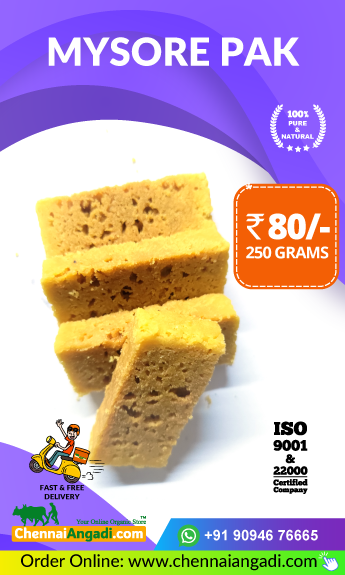 MYSORE PAK
100%
PURE
&
NATURAL
₹80/-
250 GRAMS
ISO
9001
&
22000
Certified
Company
FAST & FREE
DELIVERY
Your Online Organic Store™
ChennaiAngadi.com
+91 90946 76665
Order Online: www.chennaiangadi.com